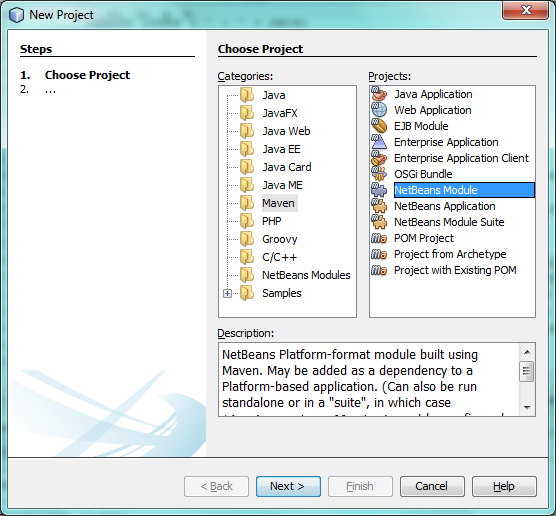 New Project
Steps
1. Choose Project
2. ...
Choose Project
Categories:
Java
JavaFX
Java Web
Java EE
Java Card
Java ME
Maven
PHP
Groovy
C/C++
NetBeans Modules
Samples
Projects:
Java Application
Web Application
EJB Module
Enterprise Application
Enterprise Application Client
OSGi Bundle
NetBeans Module
NetBeans Application
NetBeans Module Suite
POM Project
Project from Archetype
Project with Existing POM
Description:
NetBeans Platform-format module built using
Maven. May be added as a dependency to a
Platform-based application. (Can also be run
standalone or in a "suite", in which case
< Back
Next >
Finish
Cancel
Help